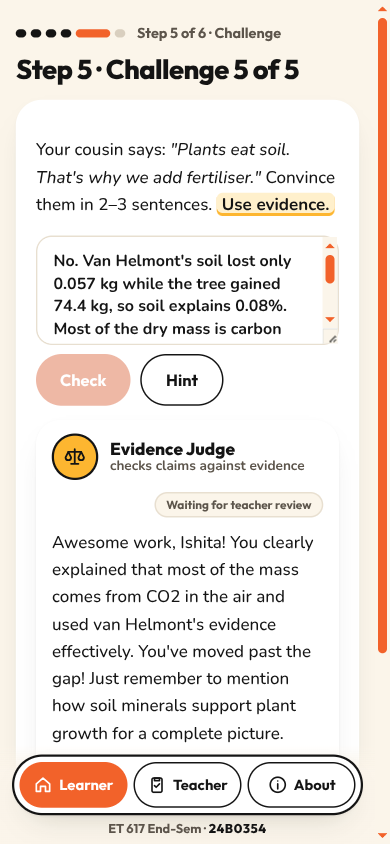 Step 5 of 6 · Challenge
Step 5 · Challenge 5 of 5
Your cousin says: "Plants eat soil.
That's why we add fertiliser." Convince
them in 2–3 sentences. Use evidence.
No. Van Helmont's soil lost only
0.057 kg while the tree gained
74.4 kg, so soil explains 0.08%.
Most of the dry mass is carbon
Check
Hint
Evidence Judge
checks claims against evidence
Waiting for teacher review
Awesome work, Ishita! You clearly
explained that most of the mass
comes from CO2 in the air and
used van Helmont's evidence
effectively. You've moved past the
gap! Just remember to mention
how soil minerals support plant
growth for a complete picture.
Learner
Teacher
About
ET 617 End-Sem · 24B0354